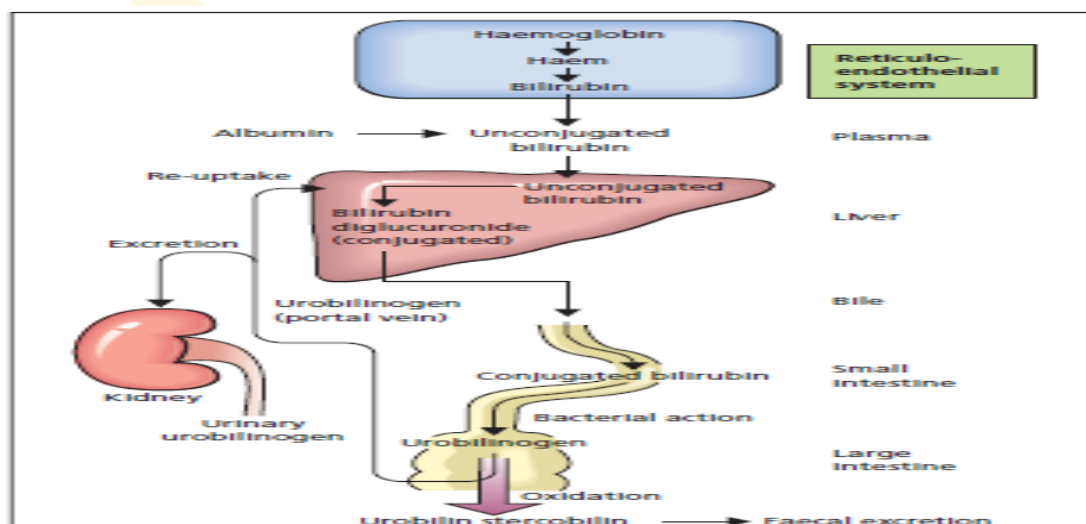 Haemoglobin
Haem
Bilirubin
Reticulo-
endothelial
system
Albumin
Unconjugated
bilirubin
Plasma
Re-uptake
Unconjugated
bilirubin
Bilirubin
diglucuronide
(conjugated)
Liver
Excretion
Urobilinogen
(portal vein)
Bile
Conjugated bilirubin
Small
intestine
Kidney
Bacterial action
Urinary
urobilinogen
Urobilinogen
Large
intestine
Oxidation
Urobilin stercobilin
Faecal excretion